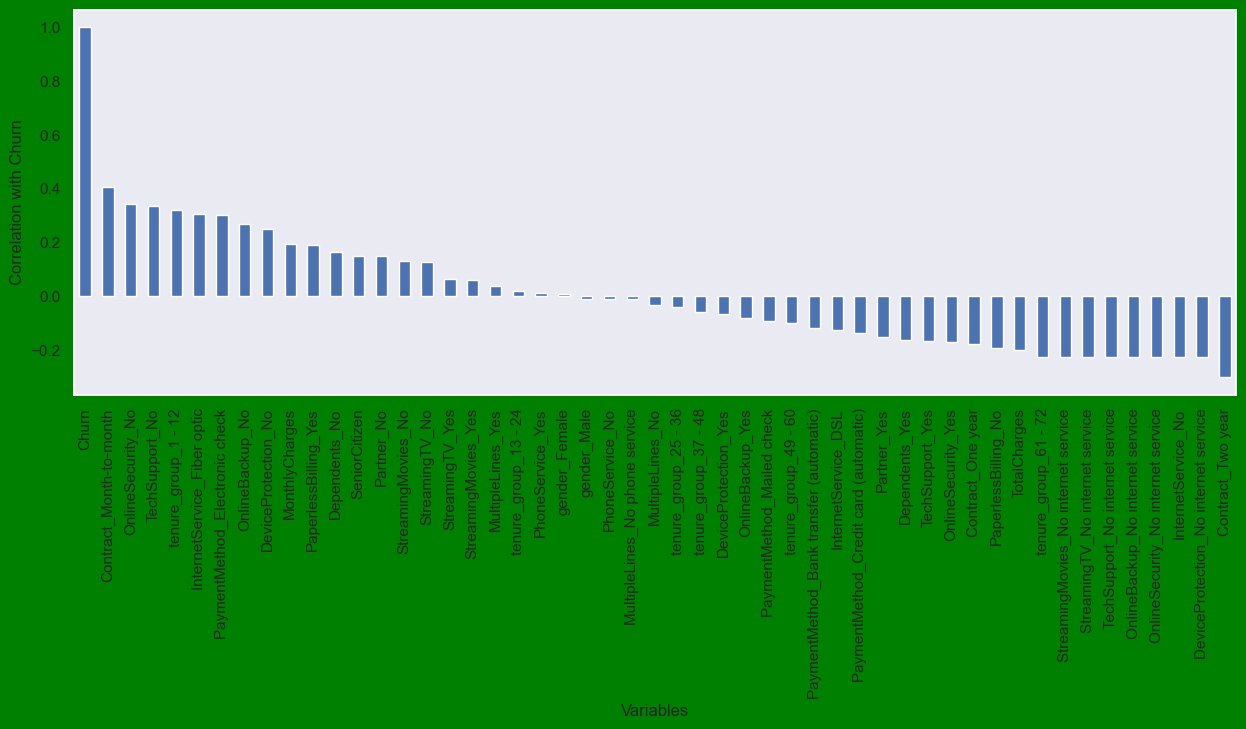 Correlation with Churn
1.0
0.8
0.6
0.4
0.2
0.0
−0.2
Churn
Contract_Month-to-month
OnlineSecurity_No
TechSupport_No
tenure_group_1 - 12
InternetService_Fiber optic
PaymentMethod_Electronic check
OnlineBackup_No
DeviceProtection_No
MonthlyCharges
PaperlessBilling_Yes
Dependents_No
SeniorCitizen
Partner_No
StreamingMovies_No
StreamingTV_No
StreamingTV_Yes
StreamingMovies_Yes
MultipleLines_Yes
tenure_group_13 - 24
PhoneService_Yes
gender_Female
gender_Male
PhoneService_No
MultipleLines_No phone service
MultipleLines_No
tenure_group_25 - 36
tenure_group_37 - 48
DeviceProtection_Yes
OnlineBackup_Yes
PaymentMethod_Mailed check
tenure_group_49 - 60
PaymentMethod_Bank transfer (automatic)
InternetService_DSL
PaymentMethod_Credit card (automatic)
Partner_Yes
Dependents_Yes
TechSupport_Yes
OnlineSecurity_Yes
Contract_One year
PaperlessBilling_No
TotalCharges
tenure_group_61 - 72
StreamingMovies_No internet service
StreamingTV_No internet service
TechSupport_No internet service
OnlineBackup_No internet service
OnlineSecurity_No internet service
InternetService_No
DeviceProtection_No internet service
Contract_Two year
Variables